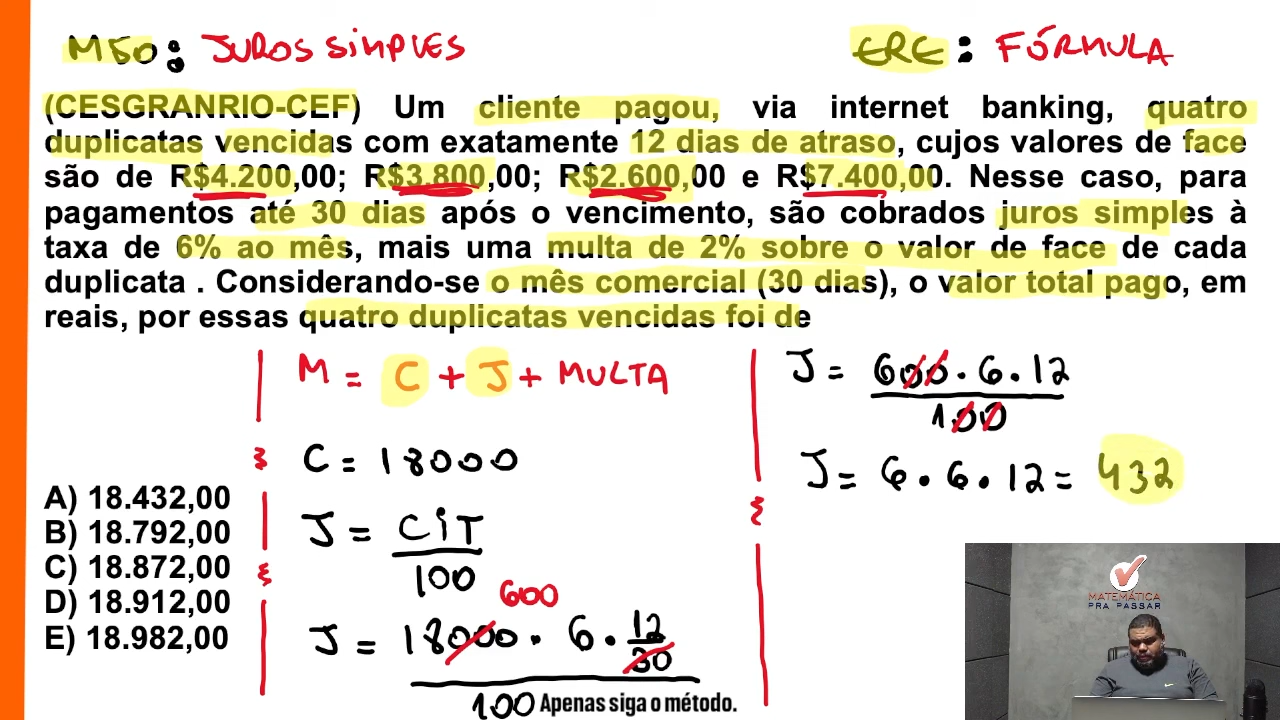 M50: JUROS SIMPLES
ERE: FÓRMULA
(CESGRANRIO-CEF) Um cliente pagou, via internet banking, quatro
duplicatas vencidas com exatamente 12 dias de atraso, cujos valores de face
são de R$4.200,00; R$3.800,00; R$2.600,00 e R$7.400,00. Nesse caso, para
pagamentos até 30 dias após o vencimento, são cobrados juros simples à
taxa de 6% ao mês, mais uma multa de 2% sobre o valor de face de cada
duplicata . Considerando-se o mês comercial (30 dias), o valor total pago, em
reais, por essas quatro duplicatas vencidas foi de
A) 18.432,00
B) 18.792,00
C) 18.872,00
D) 18.912,00
E) 18.982,00
M = C + J + MULTA
C = 18000
J = CiT
100
600
J = 18000 · 6 · 12
30
100
J = 600 · 6 · 12
100
J = 6 · 6 · 12 = 432
Apenas siga o método.
MATEMÁTICA
PRA PASSAR